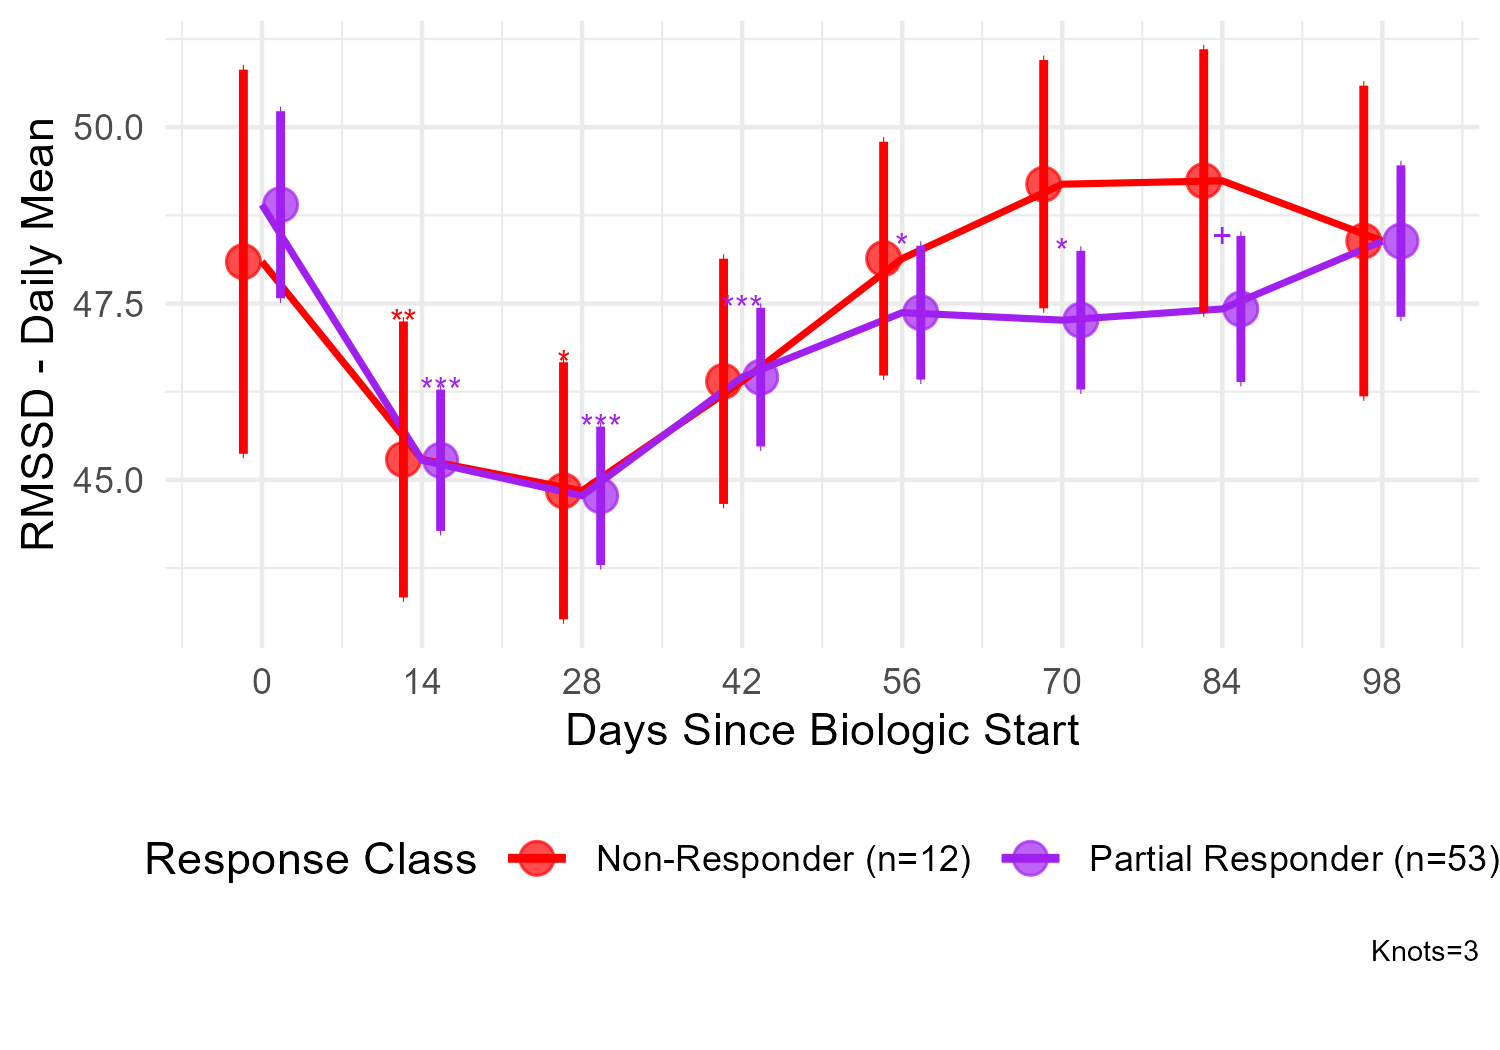 RMSSD - Daily Mean
50.0
47.5
45.0
**
***
*
***
***
*
*
+
0 14 28 42 56 70 84 98
Days Since Biologic Start
Response Class Non-Responder (n=12) Partial Responder (n=53)
Knots=3